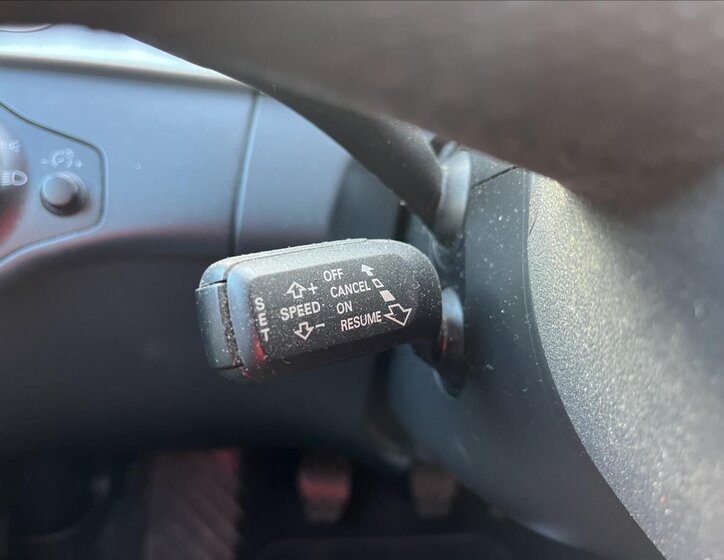 SET
+
SPEED
-
OFF
CANCEL
ON
RESUME